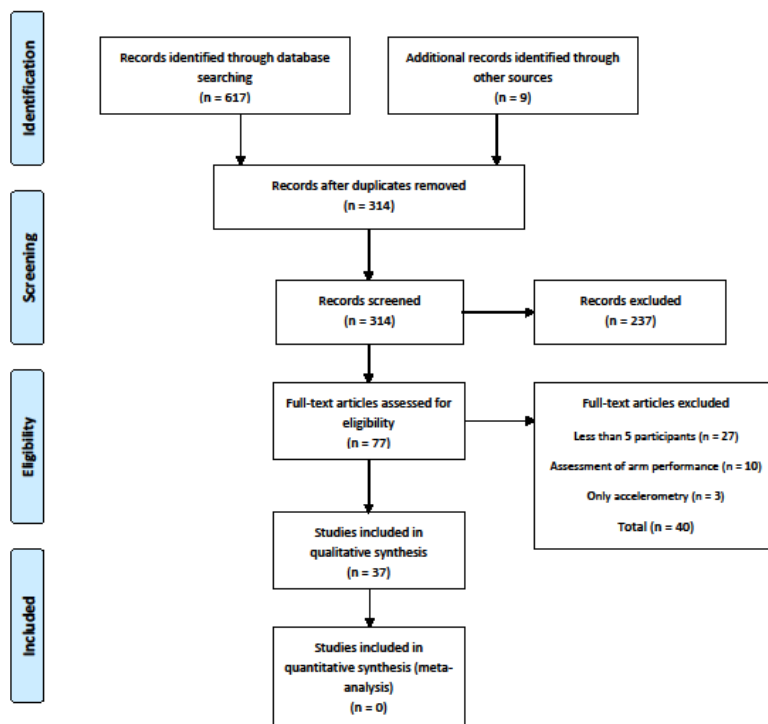 Identification
Records identified through database
searching
(n = 617)
Additional records identified through
other sources
(n = 9)
Records after duplicates removed
(n = 314)
Screening
Records screened
(n = 314)
Records excluded
(n = 237)
Eligibility
Full-text articles assessed for
eligibility
(n = 77)
Full-text articles excluded
Less than 5 participants (n = 27)
Assessment of arm performance (n = 10)
Only accelerometry (n = 3)
Total (n = 40)
Included
Studies included in
qualitative synthesis
(n = 37)
Studies included in
quantitative synthesis (meta-
analysis)
(n = 0)